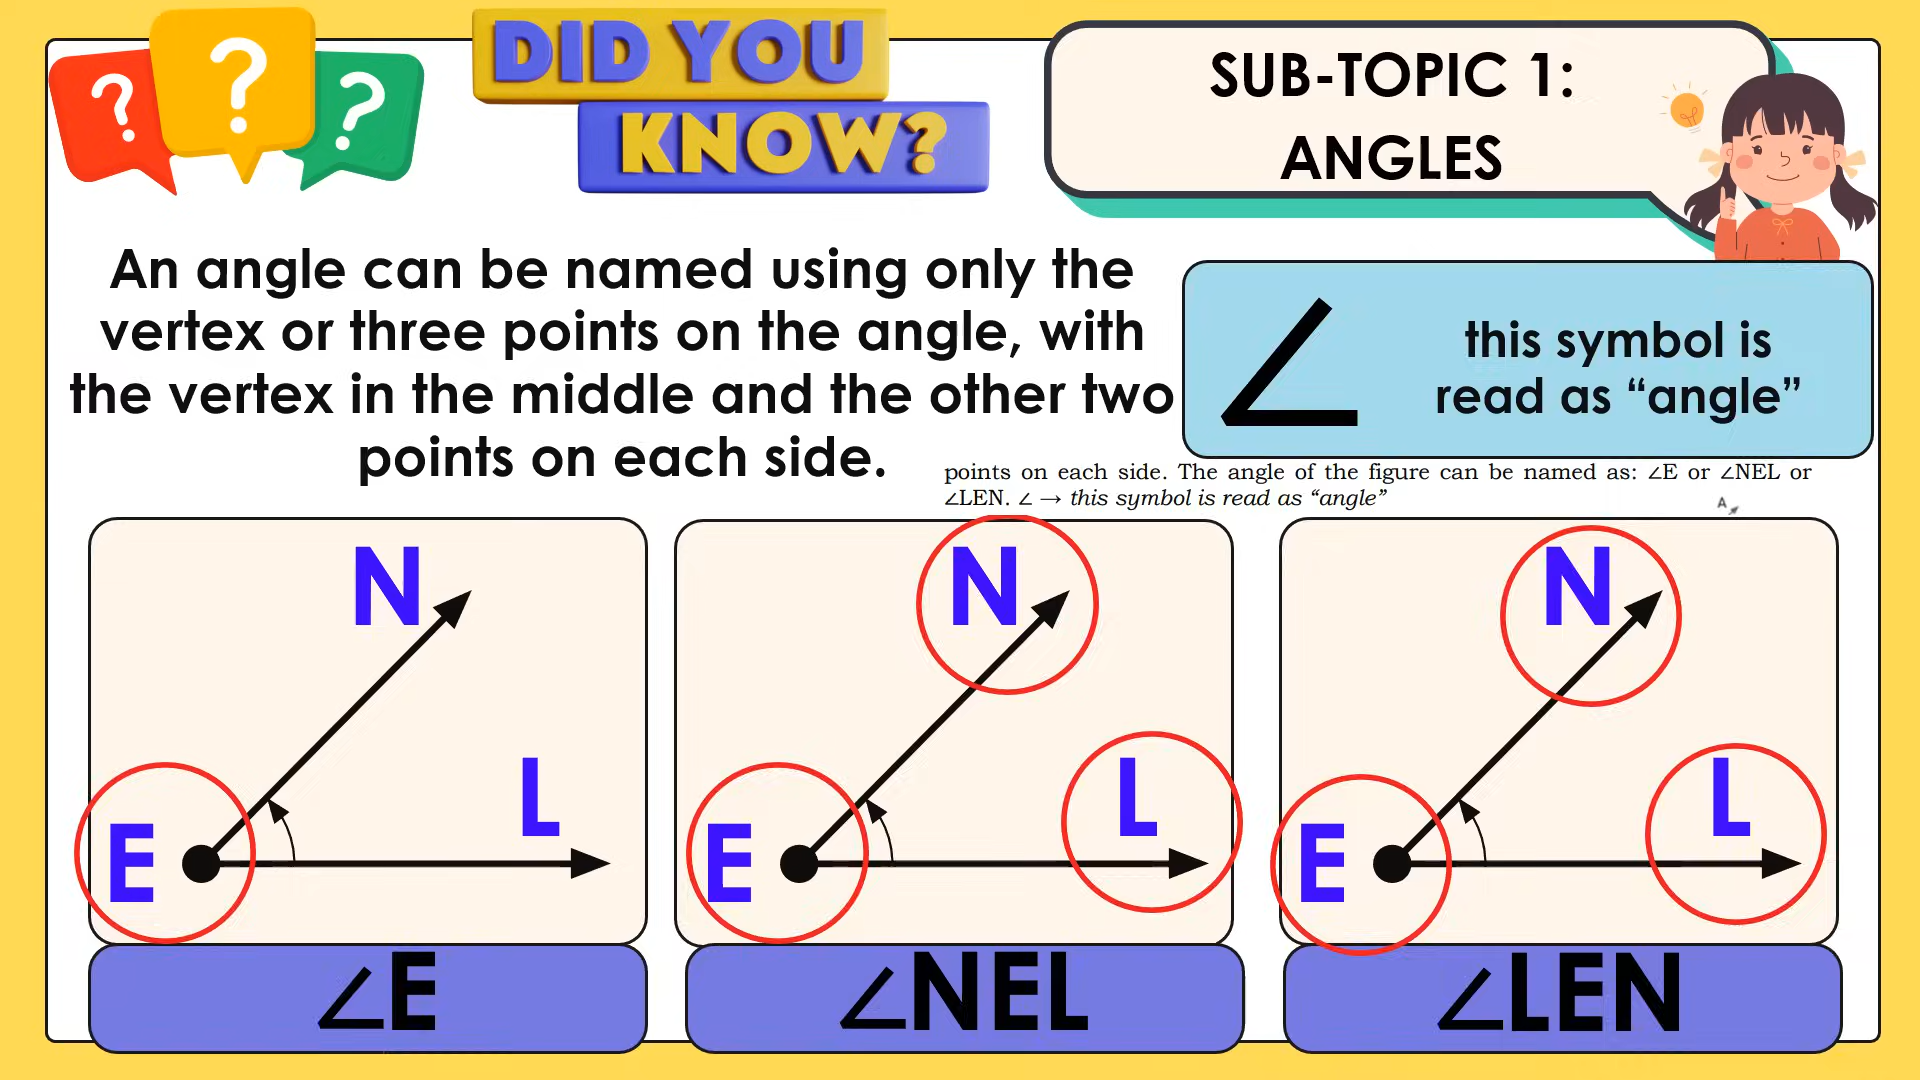 ?
?
?
DID YOU
KNOW?
SUB-TOPIC 1:
ANGLES
An angle can be named using only the
vertex or three points on the angle, with
the vertex in the middle and the other two
points on each side.
∠
this symbol is
read as “angle”
points on each side. The angle of the figure can be named as: ∠E or ∠NEL or
∠LEN. ∠ → this symbol is read as “angle”
A
N
L
E
∠E
N
L
E
∠NEL
N
L
E
∠LEN